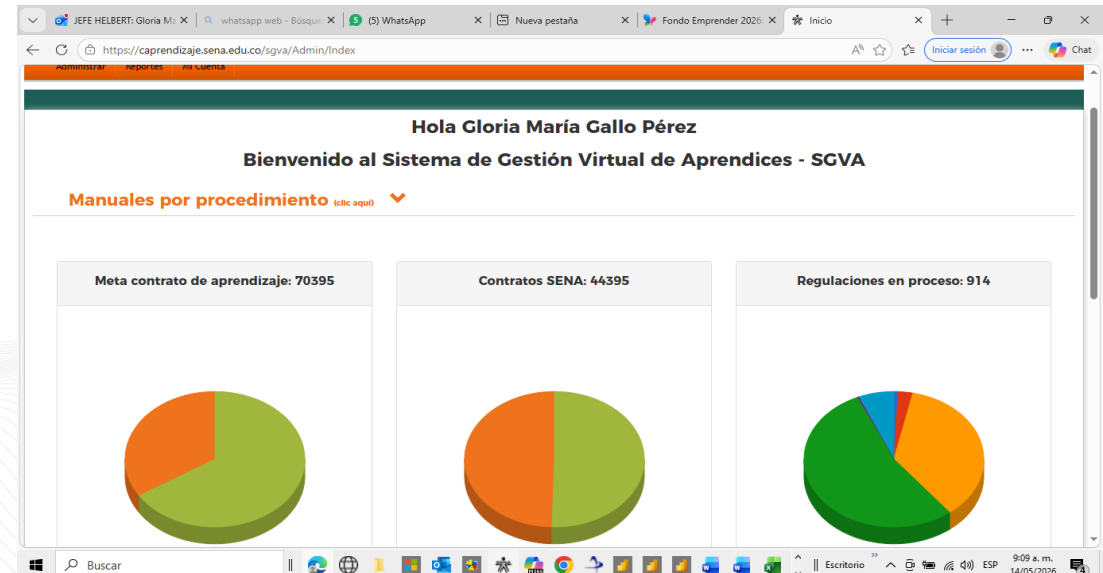 JEFE HELBERT: Gloria Ma
whatsapp web - Búsque
(5) WhatsApp
Nueva pestaña
Fondo Emprender 2026:
Inicio
https://caprendizaje.sena.edu.co/sgva/Admin/Index
Iniciar sesión
Chat
Administrar Reportes Mi Cuenta
Hola Gloria María Gallo Pérez
Bienvenido al Sistema de Gestión Virtual de Aprendices - SGVA
Manuales por procedimiento (clic aquí)
Meta contrato de aprendizaje: 70395
Contratos SENA: 44395
Regulaciones en proceso: 914
Buscar
Escritorio
ESP
9:09 a. m.
14/05/2026